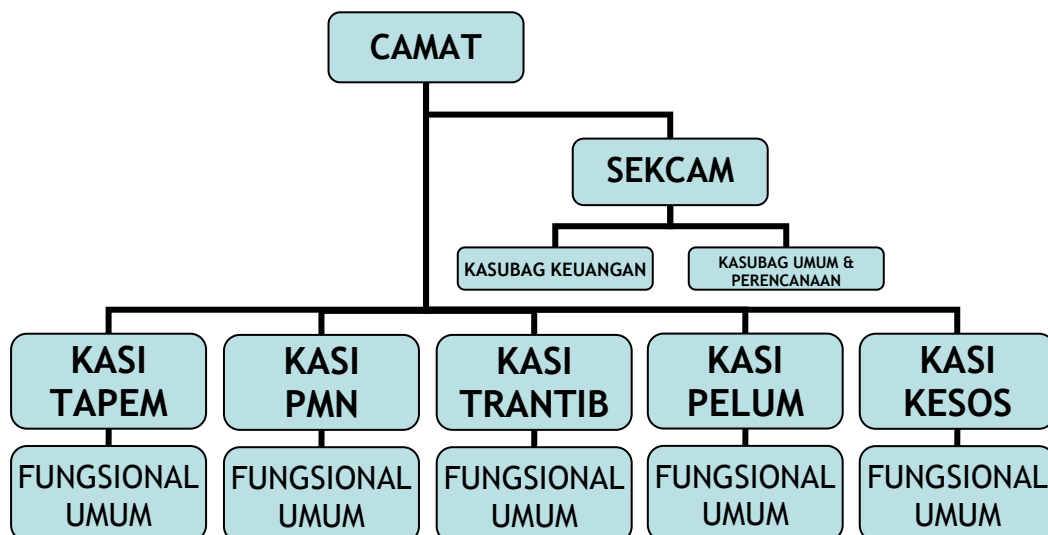 CAMAT
SEKCAM
KASUBAG KEUANGAN
KASUBAG UMUM &
PERENCANAAN
KASI
TAPEM
KASI
PMN
KASI
TRANTIB
KASI
PELUM
KASI
KESOS
FUNGSIONAL
UMUM
FUNGSIONAL
UMUM
FUNGSIONAL
UMUM
FUNGSIONAL
UMUM
FUNGSIONAL
UMUM